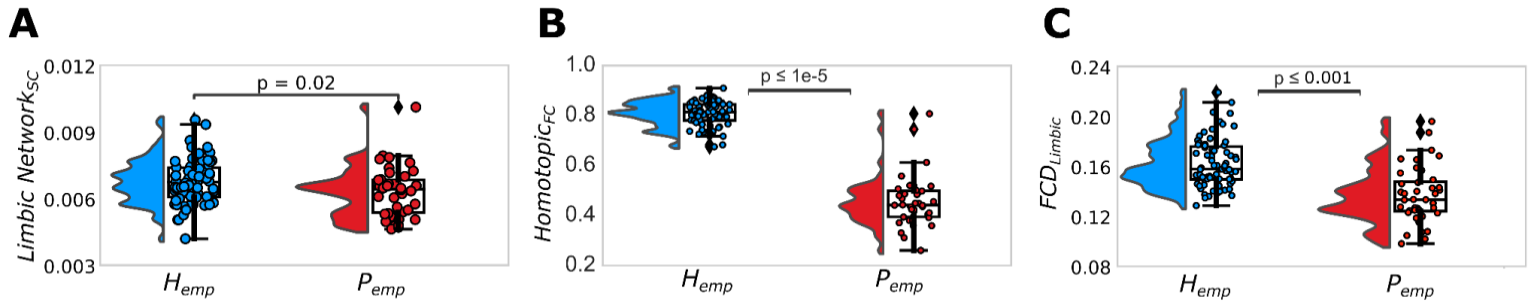 A
Limbic Network_SC
0.012
0.009
0.006
0.003
p = 0.02
H_emp
P_emp
B
Homotopic_FC
1.0
0.8
0.6
0.4
0.2
p ≤ 1e-5
H_emp
P_emp
C
FCD_Limbic
0.24
0.20
0.16
0.12
0.08
p ≤ 0.001
H_emp
P_emp